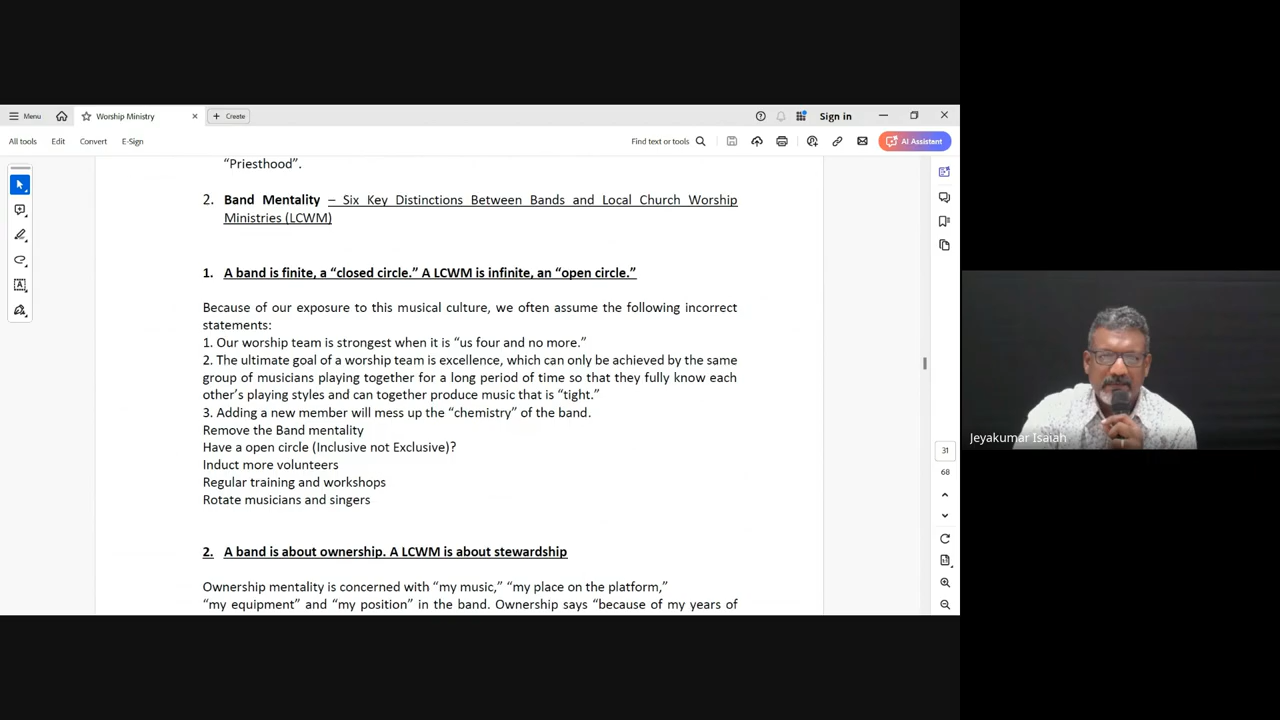 Menu
Worship Ministry
Create
Sign in
All tools
Edit
Convert
E-Sign
Find text or tools
AI Assistant
“Priesthood”.
2. Band Mentality – Six Key Distinctions Between Bands and Local Church Worship
Ministries (LCWM)
1. A band is finite, a “closed circle.” A LCWM is infinite, an “open circle.”
Because of our exposure to this musical culture, we often assume the following incorrect
statements:
1. Our worship team is strongest when it is “us four and no more.”
2. The ultimate goal of a worship team is excellence, which can only be achieved by the same
group of musicians playing together for a long period of time so that they fully know each
other’s playing styles and can together produce music that is “tight.”
3. Adding a new member will mess up the “chemistry” of the band.
Remove the Band mentality
Have a open circle (Inclusive not Exclusive)?
Induct more volunteers
Regular training and workshops
Rotate musicians and singers
2. A band is about ownership. A LCWM is about stewardship
Ownership mentality is concerned with “my music,” “my place on the platform,”
“my equipment” and “my position” in the band. Ownership says “because of my years of
31
68
Jeyakumar Isaiah